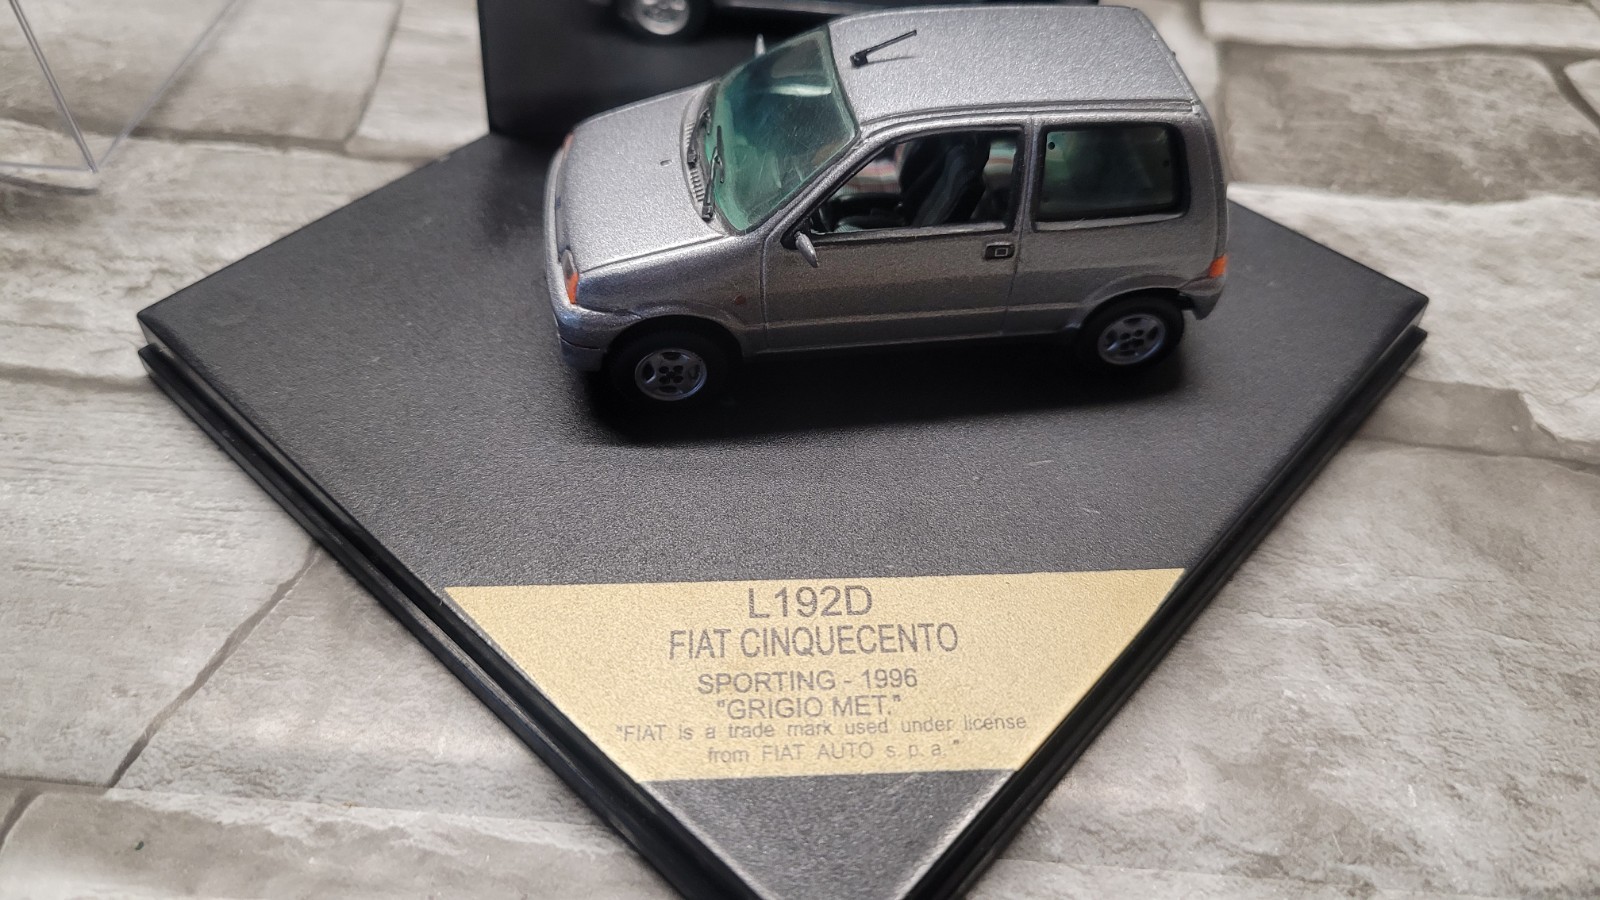 L192D
FIAT CINQUECENTO
SPORTING - 1996
"GRIGIO MET."
"FIAT is a trade mark used under license
from FIAT AUTO s. p. a."